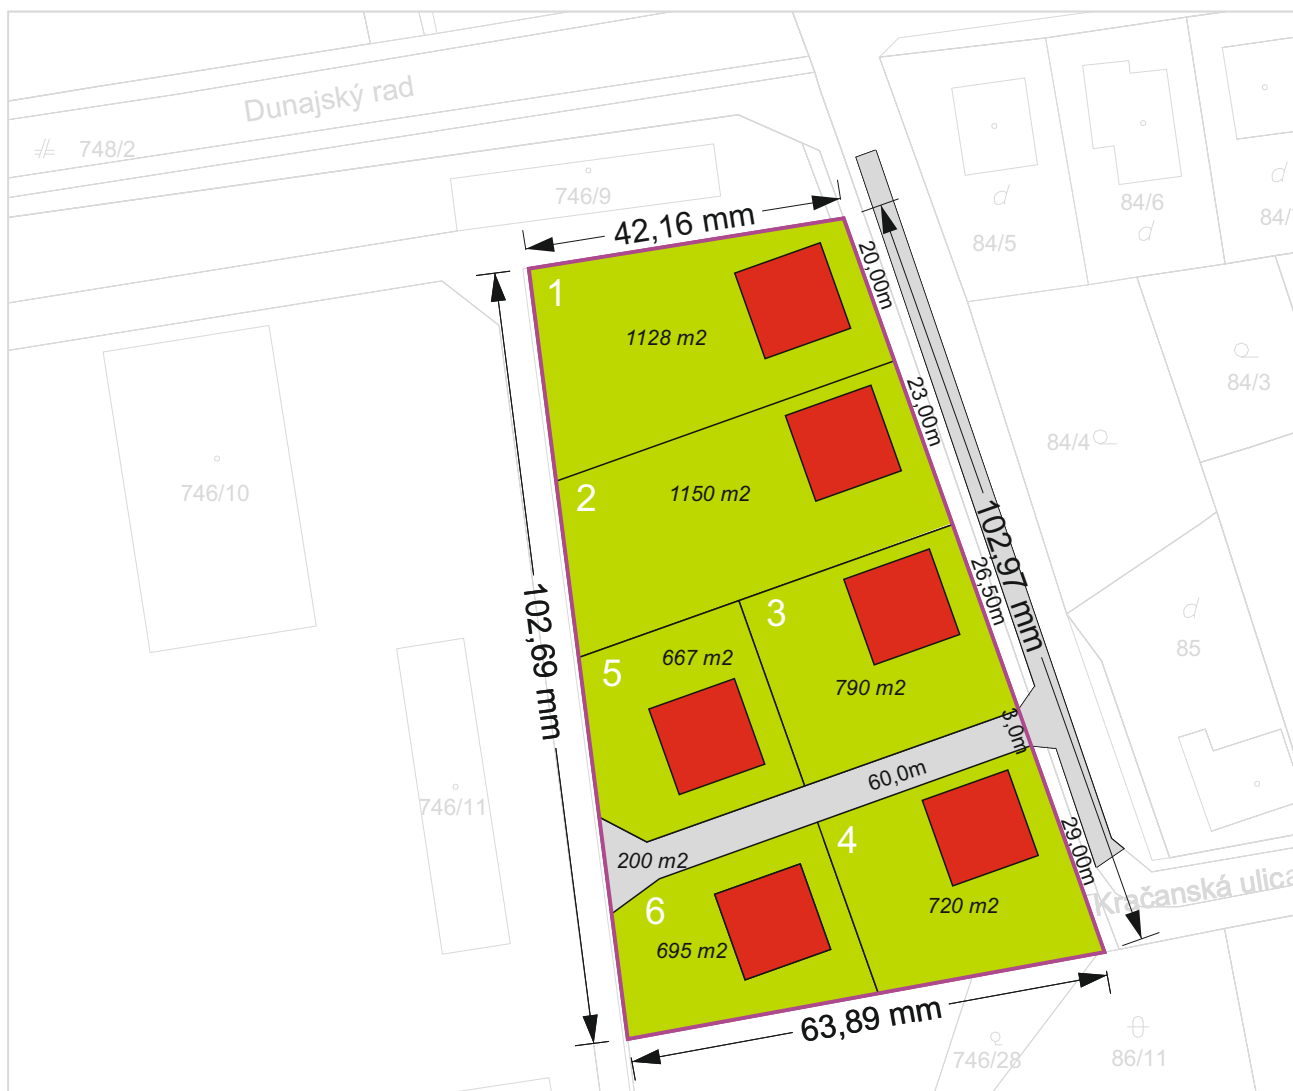 Dunajský rad
748/2
746/9
84/6
84/5
42,16 mm
20,00m
1
1128 m2
84/3
23,00m
84/4
746/10
2
1150 m2
102,97 mm
26,50m
102,69 mm
3
5
667 m2
85
790 m2
3,0m
60,0m
746/11
4
29,00m
200 m2
Kračanská ulica
6
720 m2
695 m2
63,89 mm
746/28
86/11